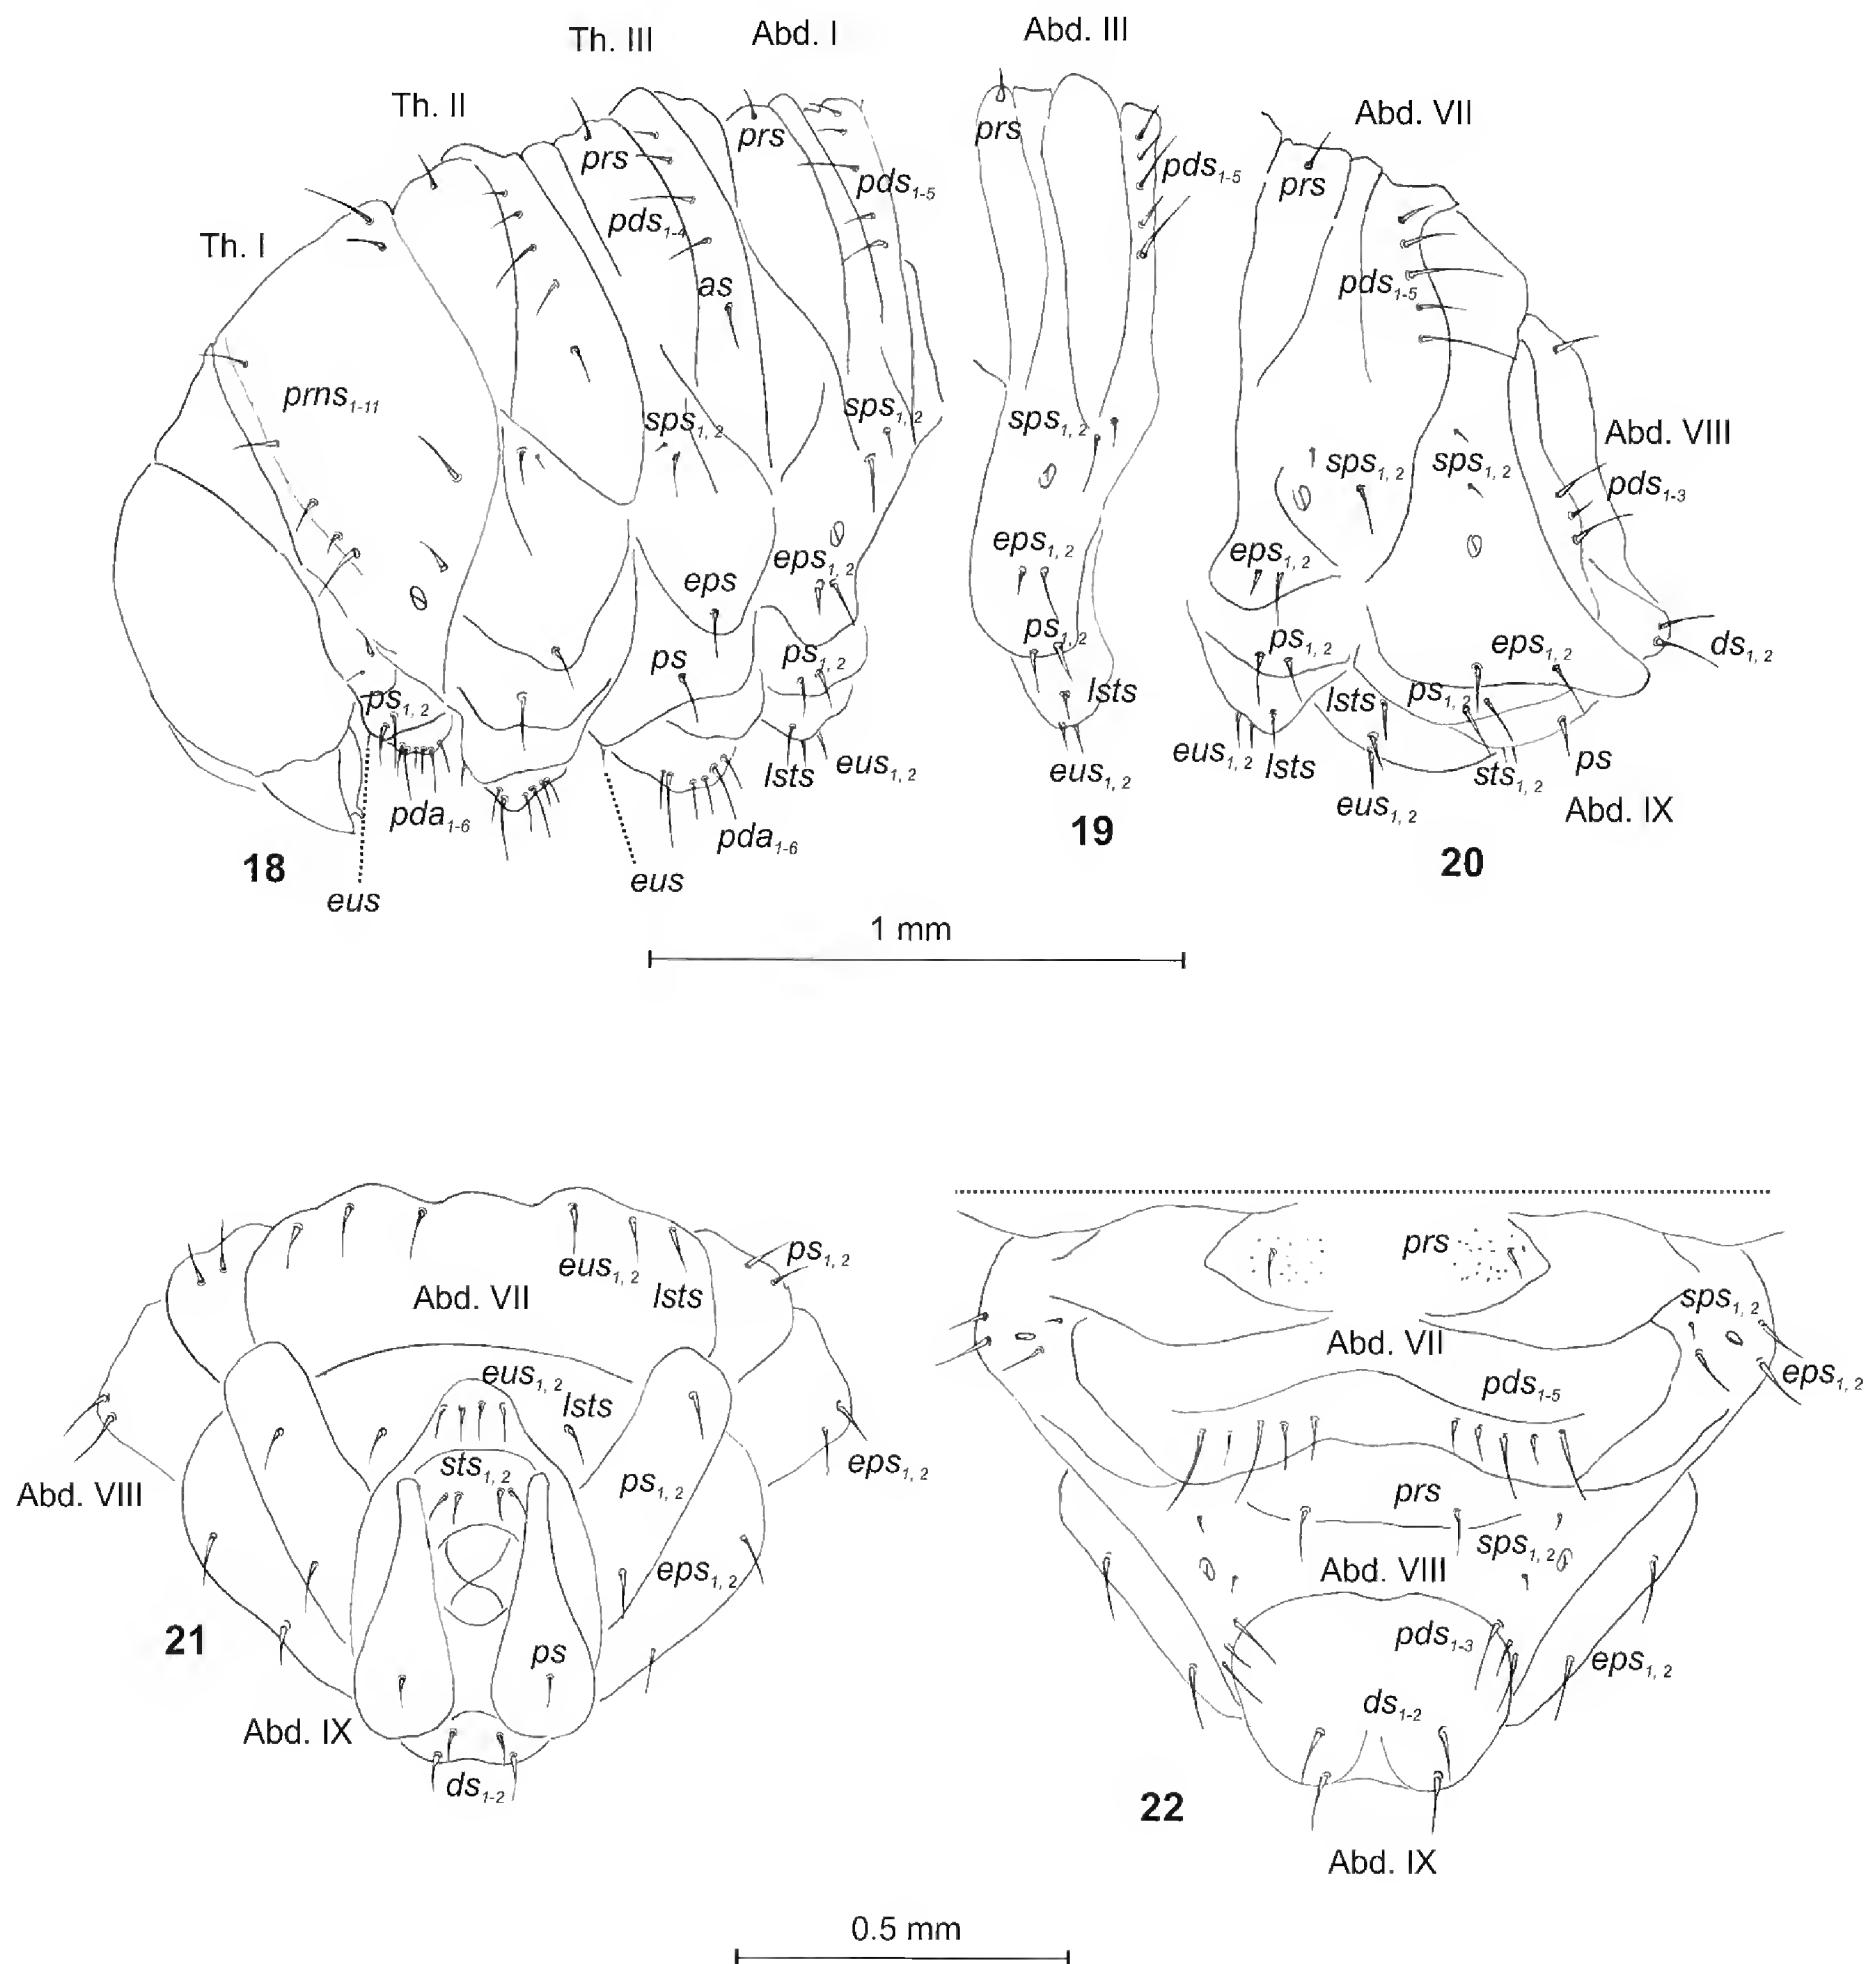 Th. I
Th. II
Th. III
Abd. I
prs
prs
pds1-4
pds1-5
as
prns1-11
sps1, 2
sps1, 2
eps
eps1, 2
ps
ps1, 2
ps1, 2
lsts
eus1, 2
pda1-6
pda1-6
eus
eus
18
Abd. III
prs
pds1-5
sps1, 2
eps1, 2
ps1, 2
lsts
eus1, 2
19
Abd. VII
prs
pds1-5
Abd. VIII
sps1, 2
sps1, 2
pds1-3
eps1, 2
ps1, 2
eps1, 2
ds1, 2
lsts
ps1, 2
eus1, 2
lsts
sts1, 2
ps
eus1, 2
Abd. IX
20
1 mm
ps1, 2
eus1, 2
lsts
Abd. VII
eus1, 2
lsts
sts1, 2
ps1, 2
eps1, 2
Abd. VIII
eps1, 2
ps
21
Abd. IX
ds1-2
prs
sps1, 2
Abd. VII
eps1, 2
pds1-5
prs
sps1, 2
Abd. VIII
pds1-3
eps1, 2
ds1-2
22
Abd. IX
0.5 mm